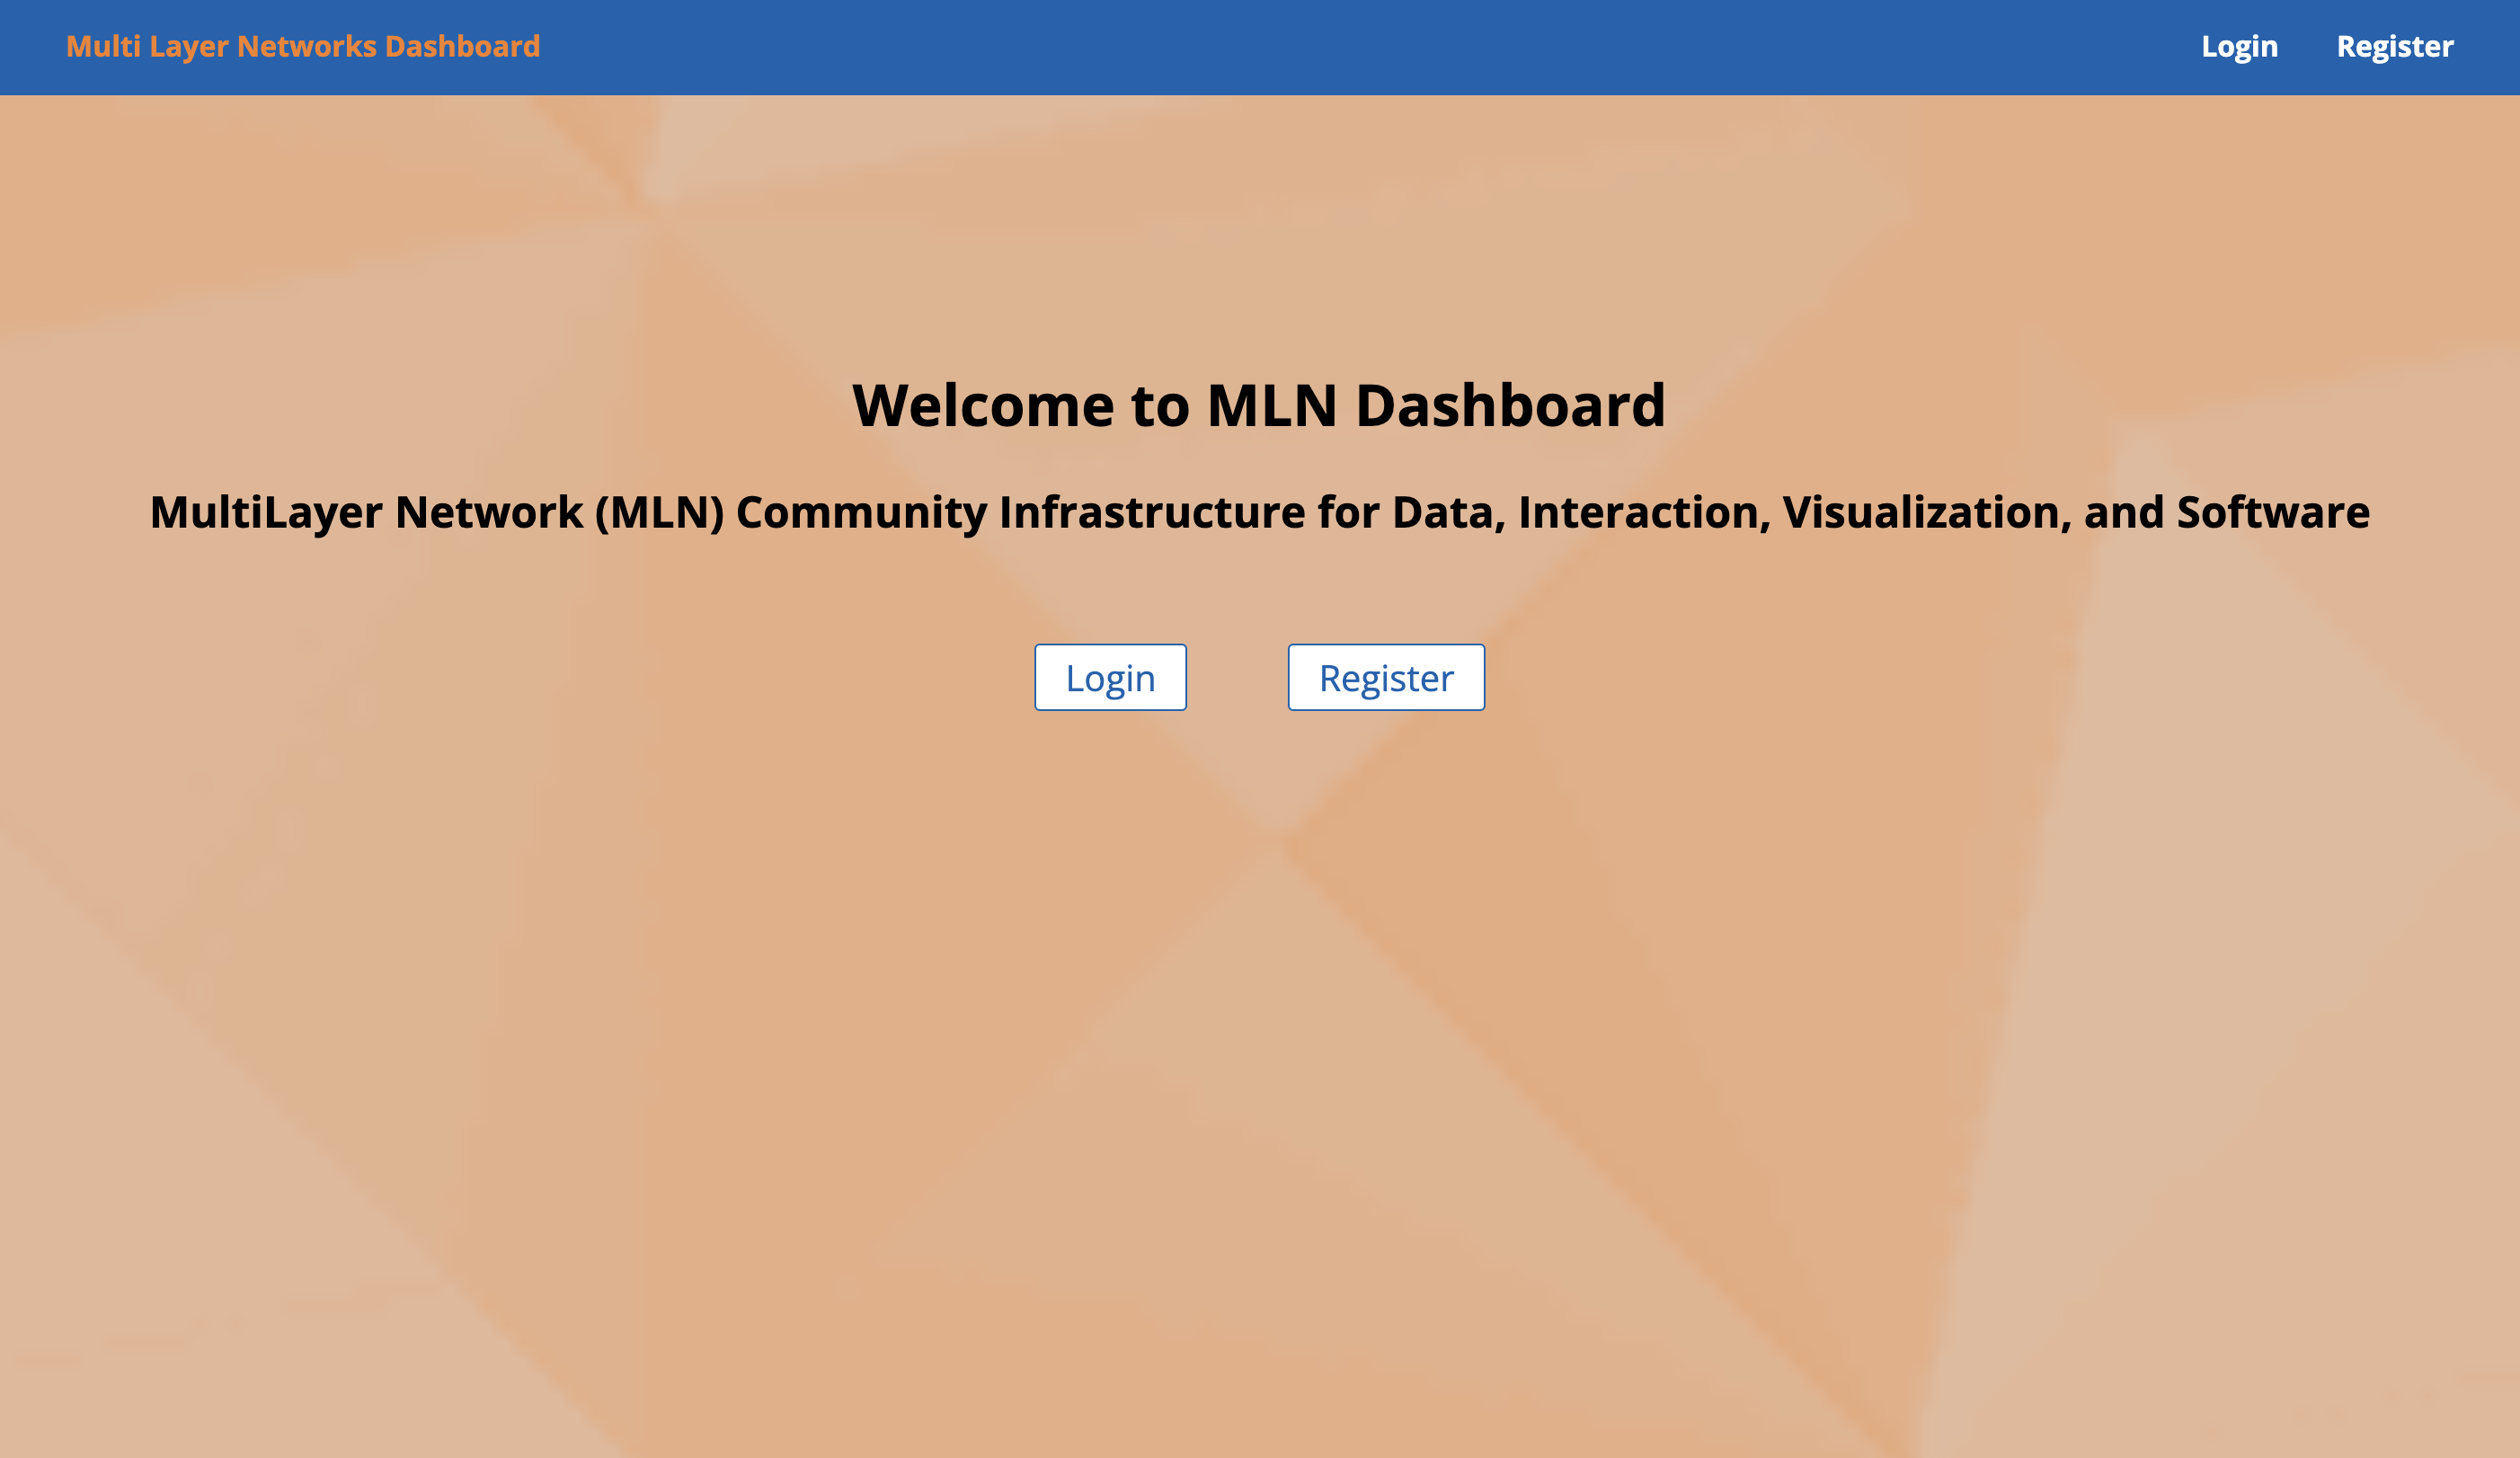 Multi Layer Networks Dashboard
Login
Register
Welcome to MLN Dashboard
MultiLayer Network (MLN) Community Infrastructure for Data, Interaction, Visualization, and Software
Login
Register